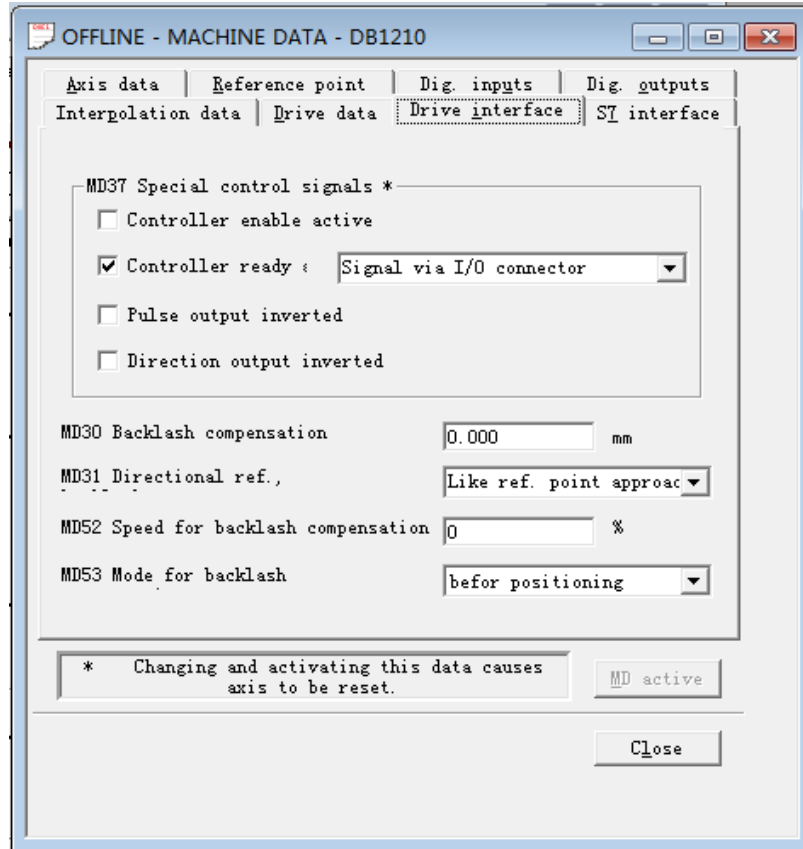 OFFLINE - MACHINE DATA - DB1210
Axis data Reference point Dig. inputs Dig. outputs
Interpolation data Drive data Drive interface S7 interface
MD37 Special control signals *
Controller enable active
Controller ready Signal via I/O connector
Pulse output inverted
Direction output inverted
MD30 Backlash compensation 0.000 mm
MD31 Directional ref., Like ref. point approac
MD52 Speed for backlash compensation 0 %
MD53 Mode for backlash befor positioning
* Changing and activating this data causes
axis to be reset.
MD active
Close